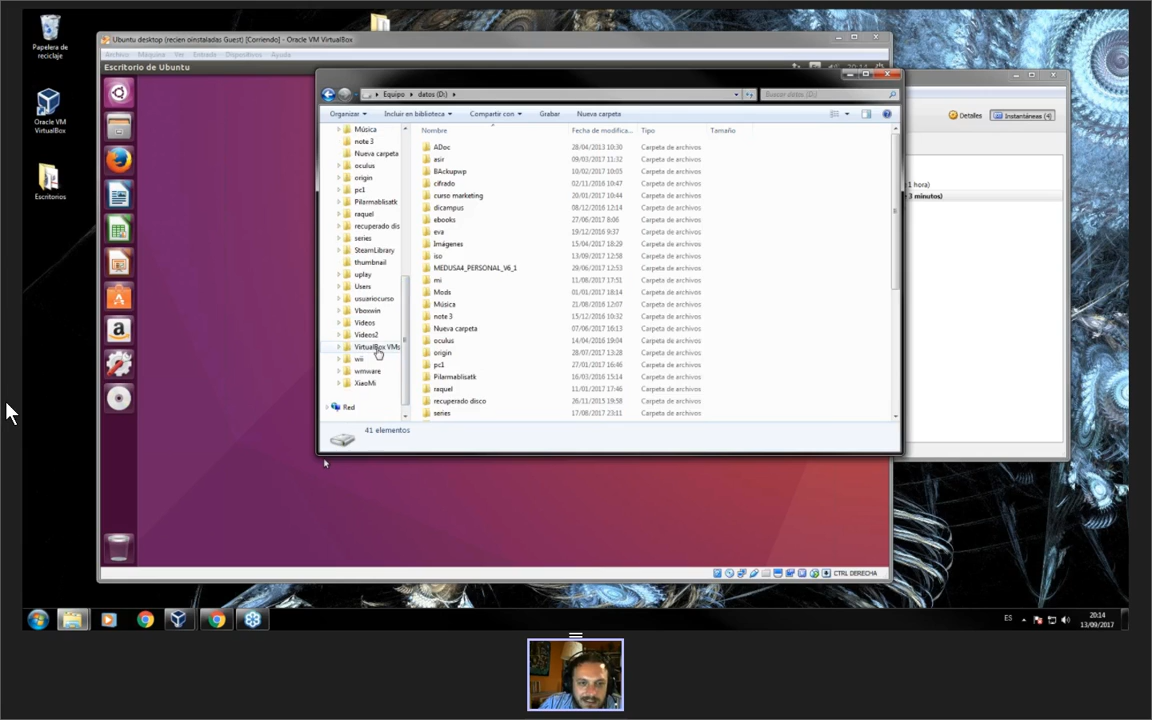 Papelera de
reciclaje
Oracle VM
VirtualBox
Escritorios
Ubuntu desktop (recien oinstaladas Guest) [Corriendo] - Oracle VM VirtualBox
Archivo Máquina Ver Entrada Dispositivos Ayuda
Escritorio de Ubuntu
Equipo datos (D:)
Buscar datos (D:)
Organizar Incluir en biblioteca Compartir con Grabar Nueva carpeta
Detalles Instantáneas (4)
1 hora)
3 minutos)
Música
note 3
Nueva carpeta
oculus
origin
pc1
Pilarmablisatk
raquel
recuperado dis
series
SteamLibrary
thumbnail
uplay
Users
usuariocurso
Vboxwin
Videos
Videos2
VirtualBox VMs
wii
wmware
XiaoMi
Red
Nombre Fecha de modifica... Tipo Tamaño
ADoc 28/04/2013 10:30 Carpeta de archivos
asir 09/03/2017 11:32 Carpeta de archivos
BAckupwp 10/02/2017 10:05 Carpeta de archivos
cifrado 02/11/2016 10:47 Carpeta de archivos
curso marketing 20/01/2017 10:44 Carpeta de archivos
dicampus 08/12/2016 12:14 Carpeta de archivos
ebooks 27/06/2017 8:06 Carpeta de archivos
eva 19/12/2016 9:37 Carpeta de archivos
Imágenes 15/04/2017 18:29 Carpeta de archivos
iso 13/09/2017 12:58 Carpeta de archivos
MEDUSA4_PERSONAL_V6_1 29/06/2017 12:53 Carpeta de archivos
mi 11/08/2017 17:51 Carpeta de archivos
Mods 01/01/2017 18:14 Carpeta de archivos
Música 21/08/2016 12:07 Carpeta de archivos
note 3 15/12/2016 10:32 Carpeta de archivos
Nueva carpeta 07/06/2017 16:13 Carpeta de archivos
oculus 14/04/2016 19:04 Carpeta de archivos
origin 28/07/2017 13:28 Carpeta de archivos
pc1 27/01/2017 16:46 Carpeta de archivos
Pilarmablisatk 16/03/2016 15:14 Carpeta de archivos
raquel 11/01/2017 17:46 Carpeta de archivos
recuperado disco 26/11/2015 19:58 Carpeta de archivos
series 17/08/2017 23:11 Carpeta de archivos
41 elementos
CTRL DERECHA
ES
20:14
13/09/2017